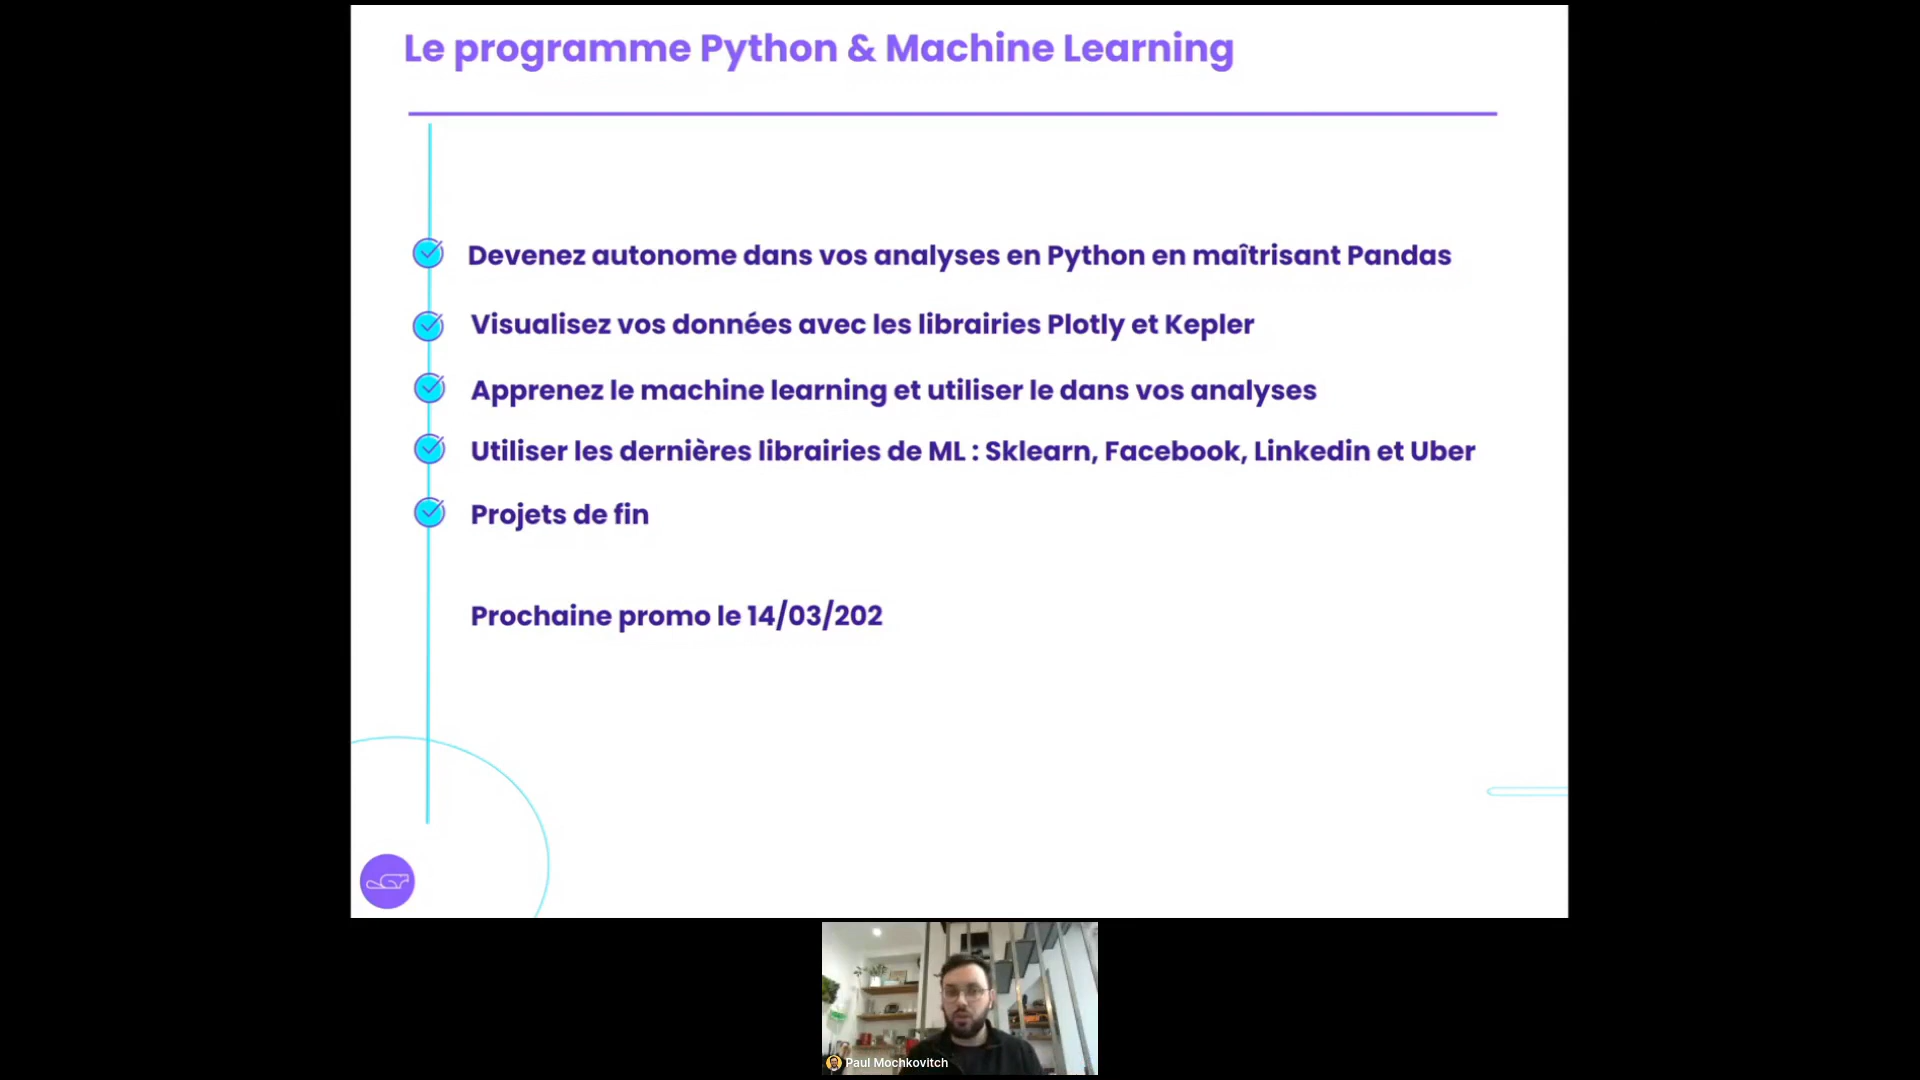 Le programme Python & Machine Learning
Devenez autonome dans vos analyses en Python en maîtrisant Pandas
Visualisez vos données avec les librairies Plotly et Kepler
Apprenez le machine learning et utiliser le dans vos analyses
Utiliser les dernières librairies de ML : Sklearn, Facebook, Linkedin et Uber
Projets de fin
Prochaine promo le 14/03/202
Paul Mochkovitch